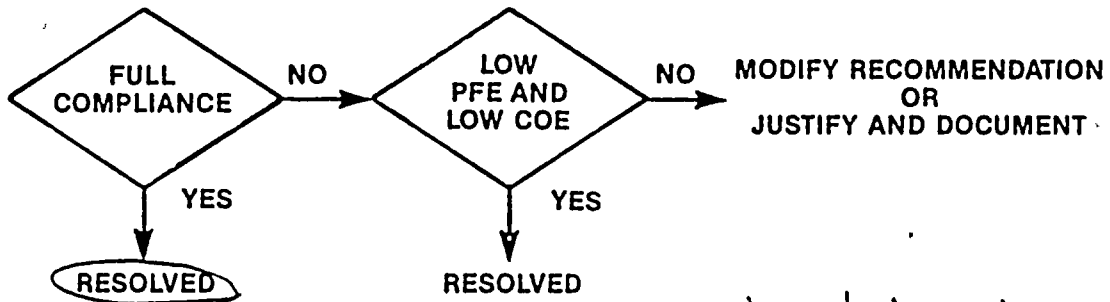 FULL
COMPLIANCE
NO
LOW
PFE AND
LOW COE
NO
MODIFY RECOMMENDATION
OR
JUSTIFY AND DOCUMENT
YES
YES
RESOLVED
RESOLVED